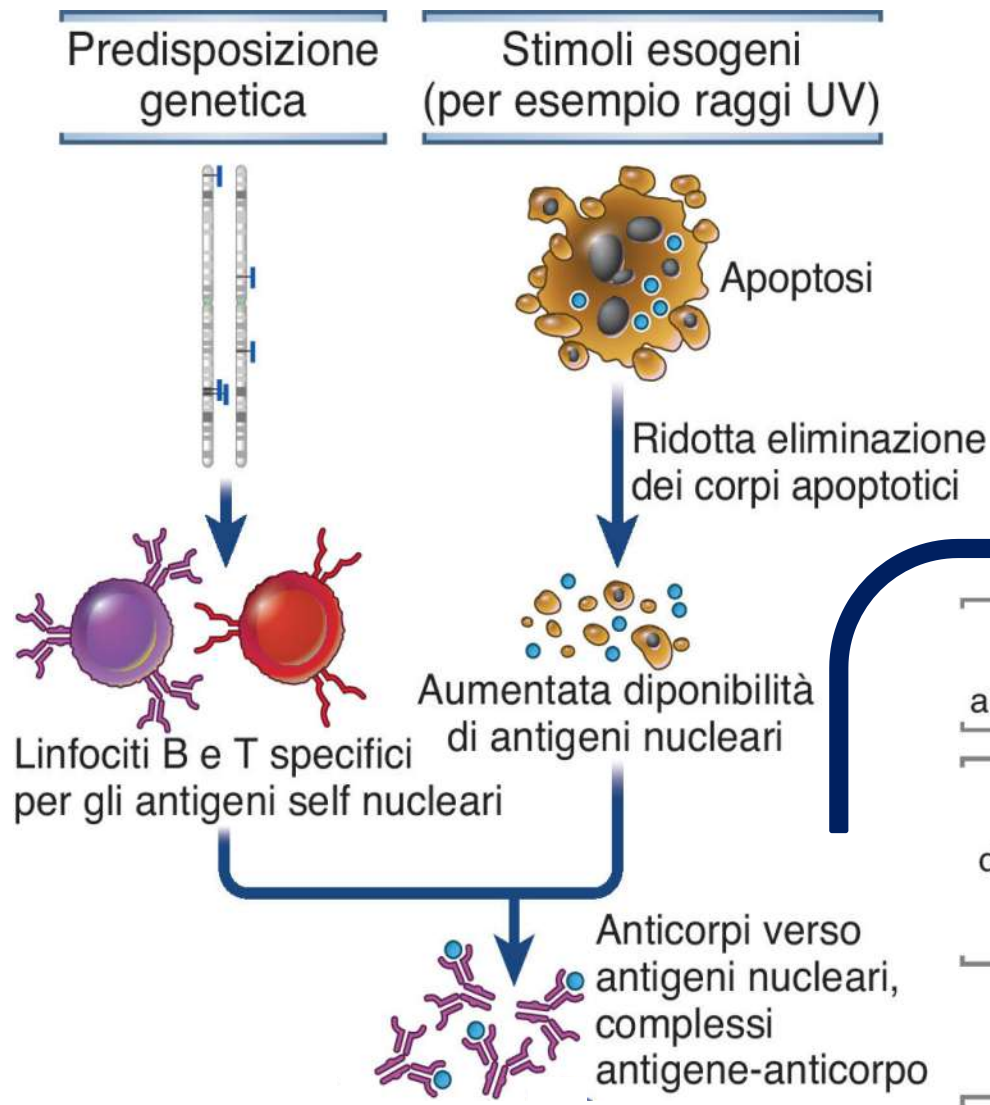 Predisposizione
genetica
Stimoli esogeni
(per esempio raggi UV)
Apoptosi
Ridotta eliminazione
dei corpi apoptotici
Aumentata diponibilità
di antigeni nucleari
Linfociti B e T specifici
per gli antigeni self nucleari
Anticorpi verso
antigeni nucleari,
complessi
antigene-anticorpo